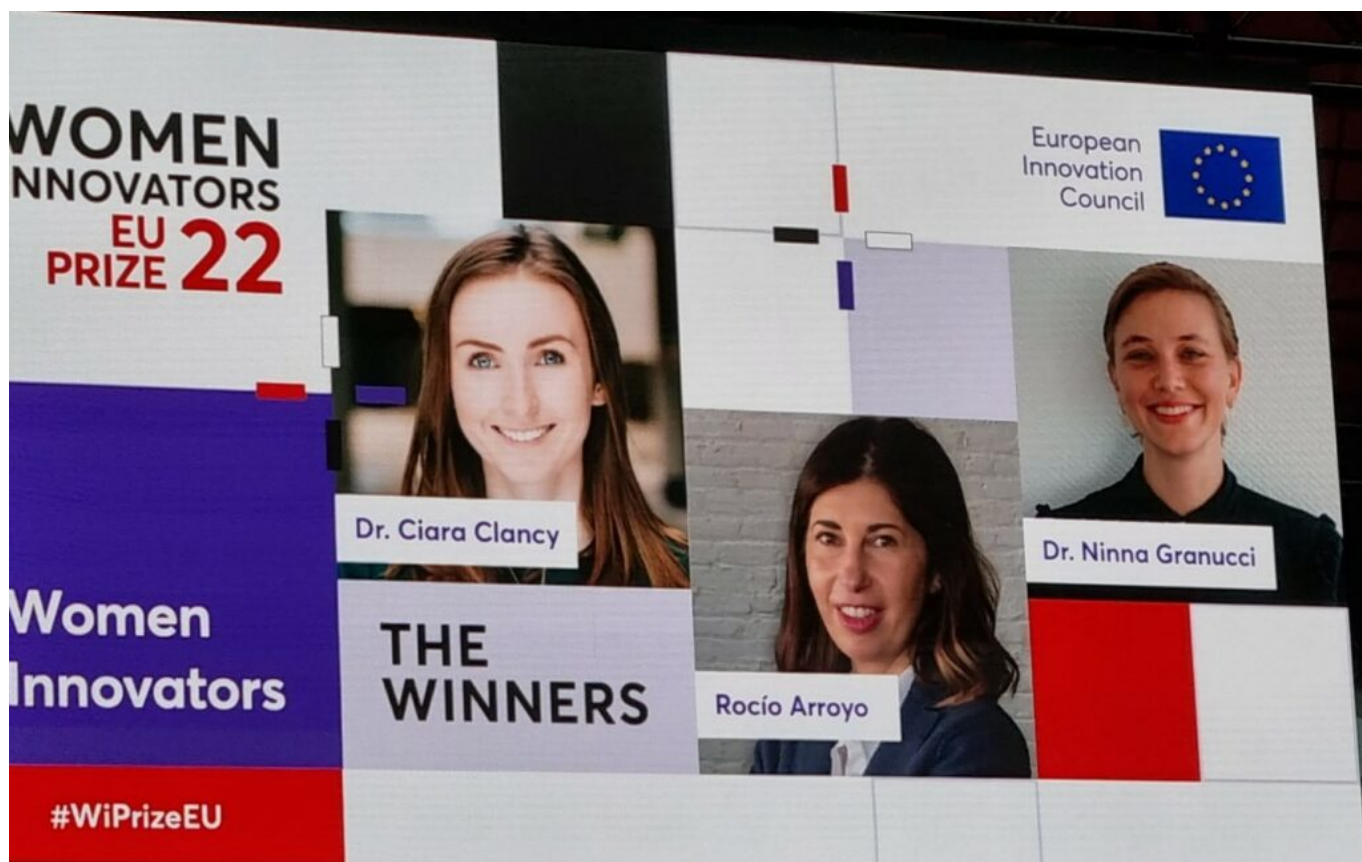 WOMEN
NNOVATORS
EU
PRIZE 22
European
Innovation
Council
Dr. Ciara Clancy
Dr. Ninna Granucci
Rocío Arroyo
Women
Innovators
THE
WINNERS
#WiPrizeEU